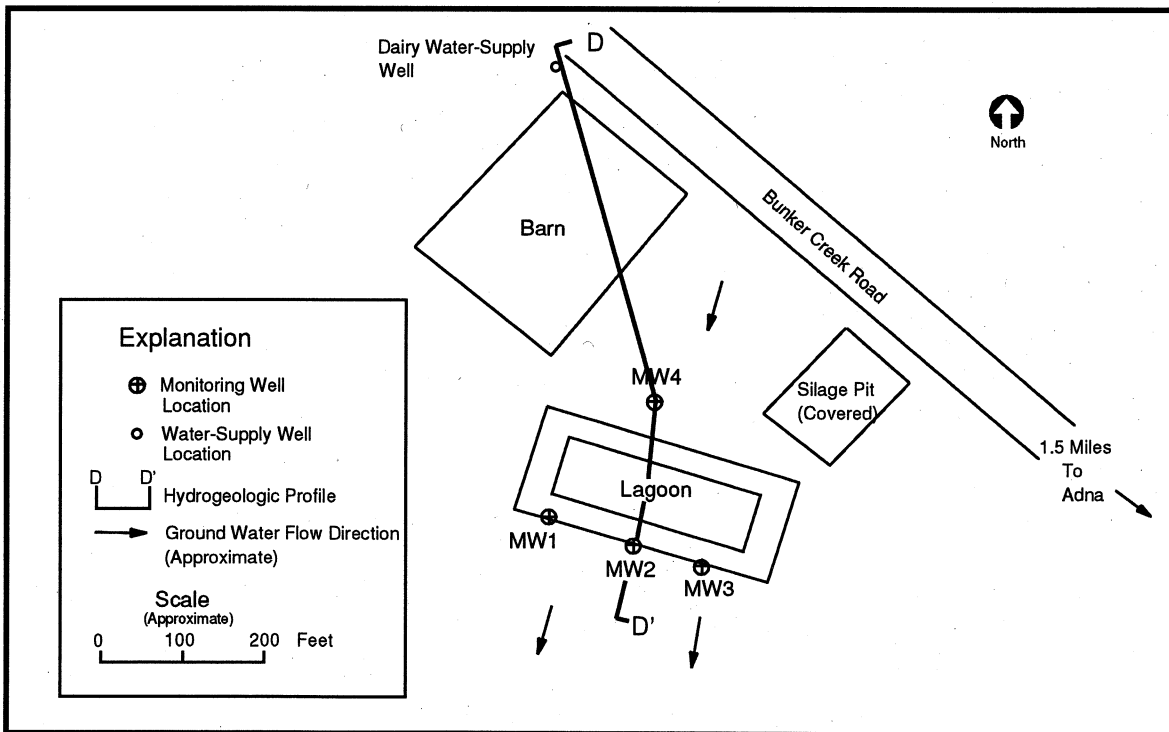 Dairy Water-Supply
Well
D
North
Barn
Bunker Creek Road
MW4
Silage Pit
(Covered)
1.5 Miles
To
Adna
Lagoon
MW1
MW2
MW3
D'
Explanation
Monitoring Well
Location
Water-Supply Well
Location
D D'
Hydrogeologic Profile
Ground Water Flow Direction
(Approximate)
Scale
(Approximate)
0 100 200 Feet